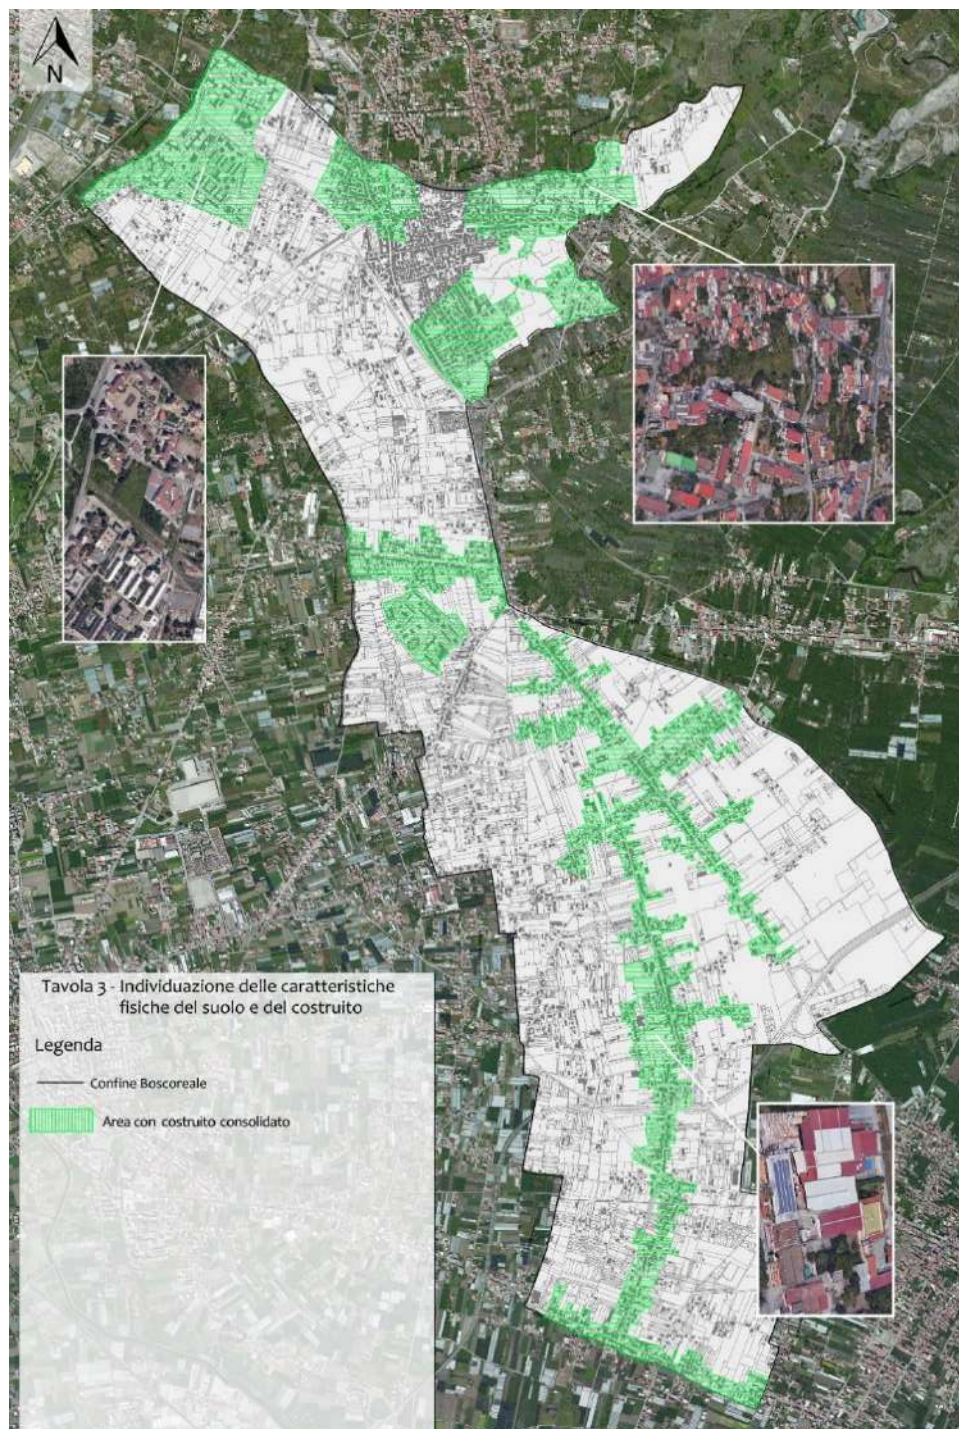 N
Tavola 3 - Individuazione delle caratteristiche
fisiche del suolo e del costruito
Legenda
Confine Boscoreale
Area con costruito consolidato